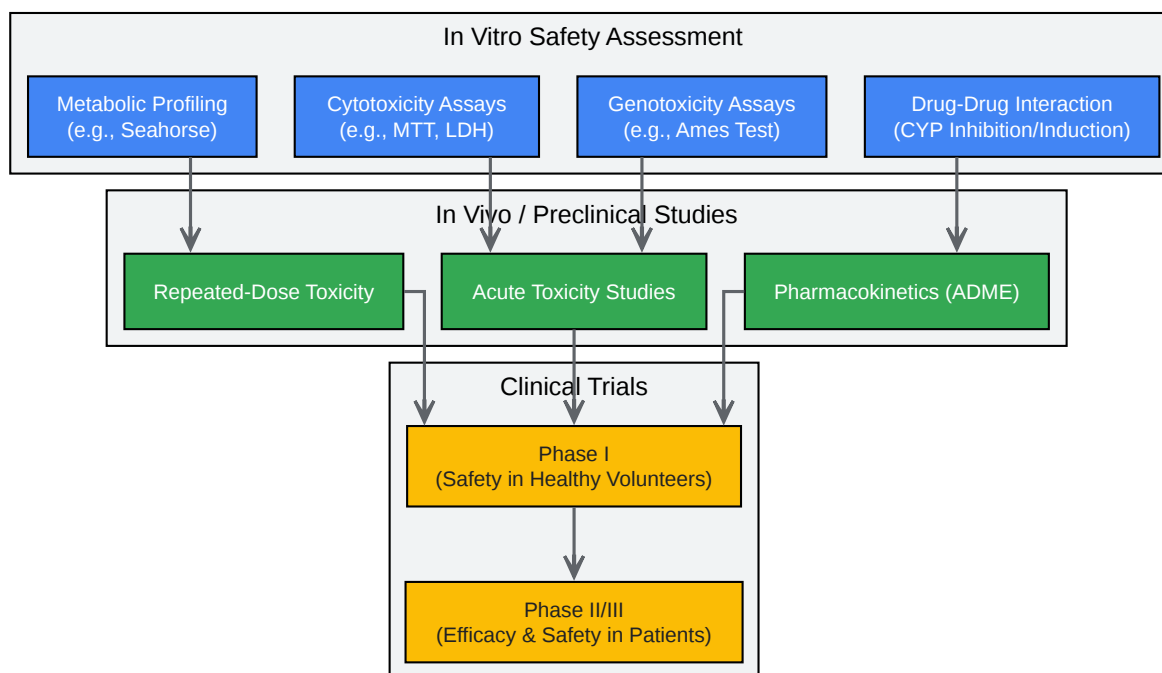 In Vitro Safety Assessment
Metabolic Profiling
(e.g., Seahorse)
Cytotoxicity Assays
(e.g., MTT, LDH)
Genotoxicity Assays
(e.g., Ames Test)
Drug-Drug Interaction
(CYP Inhibition/Induction)
In Vivo / Preclinical Studies
Repeated-Dose Toxicity
Acute Toxicity Studies
Pharmacokinetics (ADME)
Clinical Trials
Phase I
(Safety in Healthy Volunteers)
Phase II/III
(Efficacy & Safety in Patients)